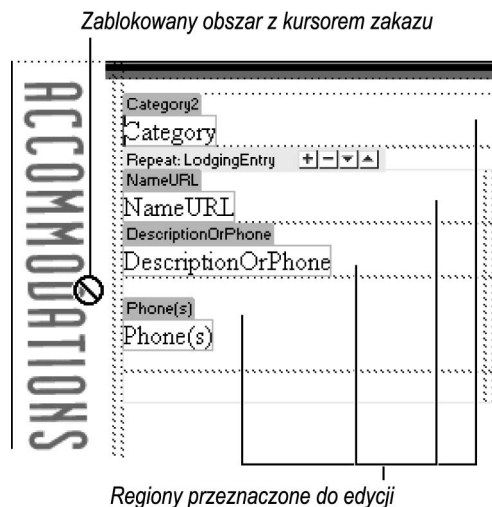 Zablokowany obszar z kursorem zakazu
ACCOMMODATIONS
Category2
Category
Repeat: LodgingEntry
NameURL
NameURL
DescriptionOrPhone
DescriptionOrPhone
Phone(s)
Phone(s)
Regiony przeznaczone do edycji